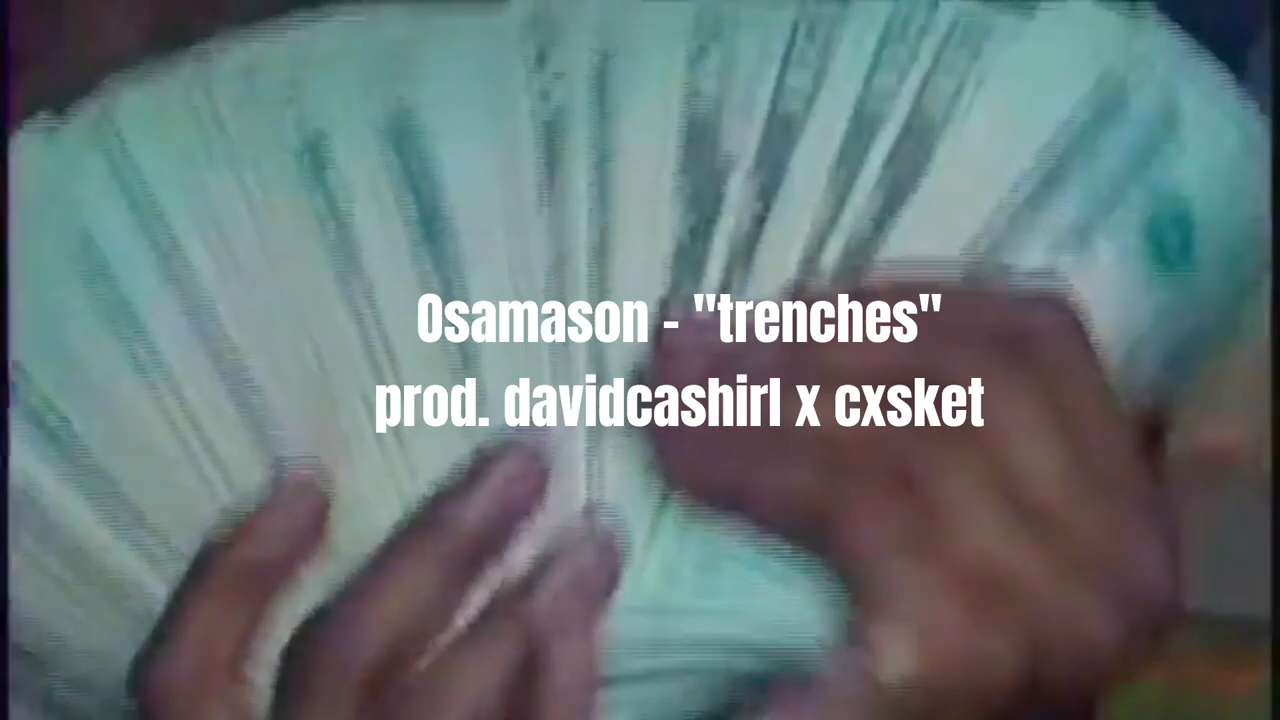 Osamason - "trenches"
prod. davidcashirl x cxsket